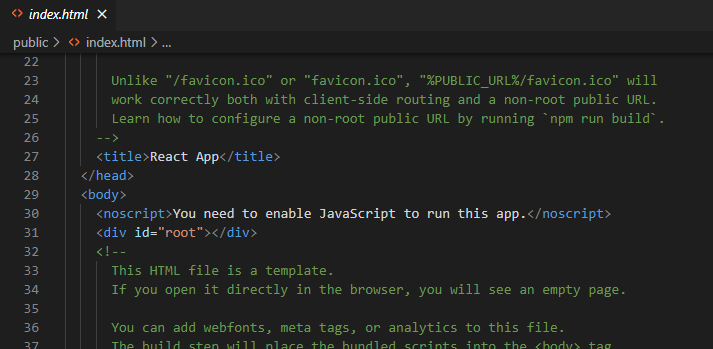 <> index.html ×
public > <> index.html > ...
22
23 Unlike "/favicon.ico" or "favicon.ico", "%PUBLIC_URL%/favicon.ico" will
24 work correctly both with client-side routing and a non-root public URL.
25 Learn how to configure a non-root public URL by running `npm run build`.
26 -->
27 <title>React App</title>
28 </head>
29 <body>
30 <noscript>You need to enable JavaScript to run this app.</noscript>
31 <div id="root"></div>
32 <!--
33 This HTML file is a template.
34 If you open it directly in the browser, you will see an empty page.
35
36 You can add webfonts, meta tags, or analytics to this file.
37 The build step will place the bundled scripts into the <body> tag